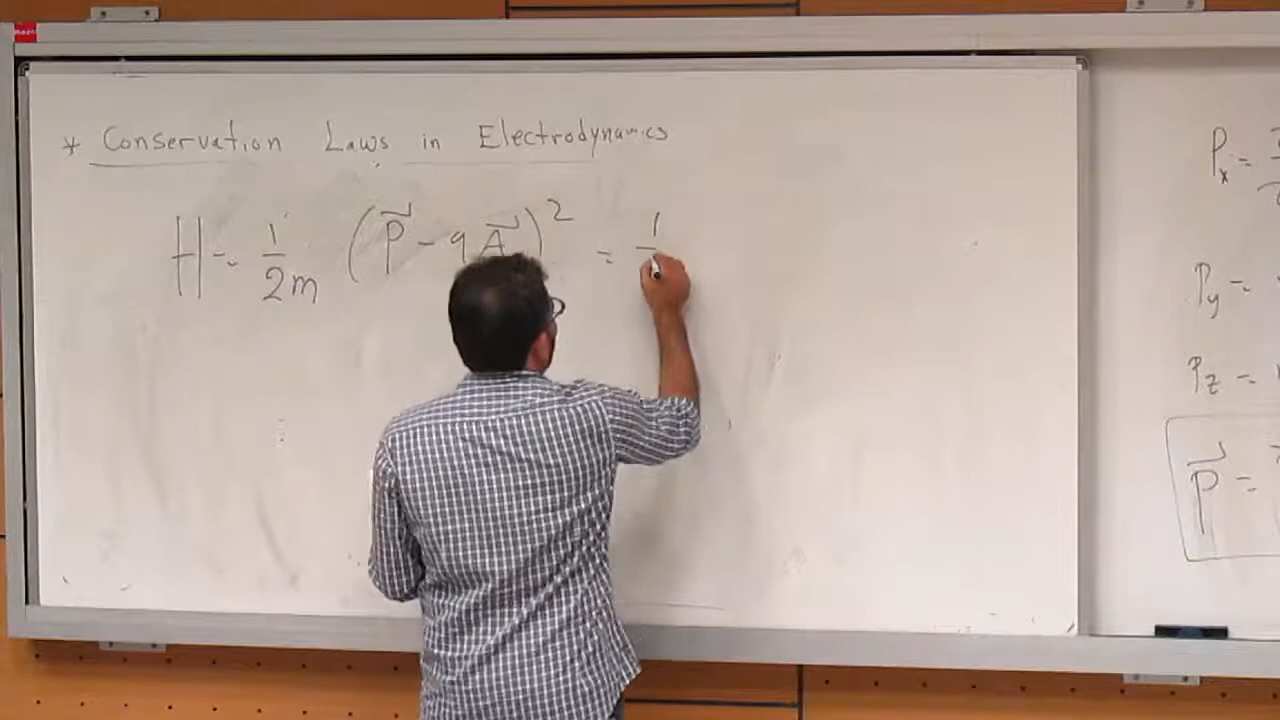 * Conservation Laws in Electrodynamics
H = 1/2m (P⃗ - qA⃗)² = 1
Px =
Py =
Pz =
P⃗ =